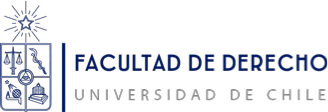 FACULTAD DE DERECHO
UNIVERSIDAD DE CHILE